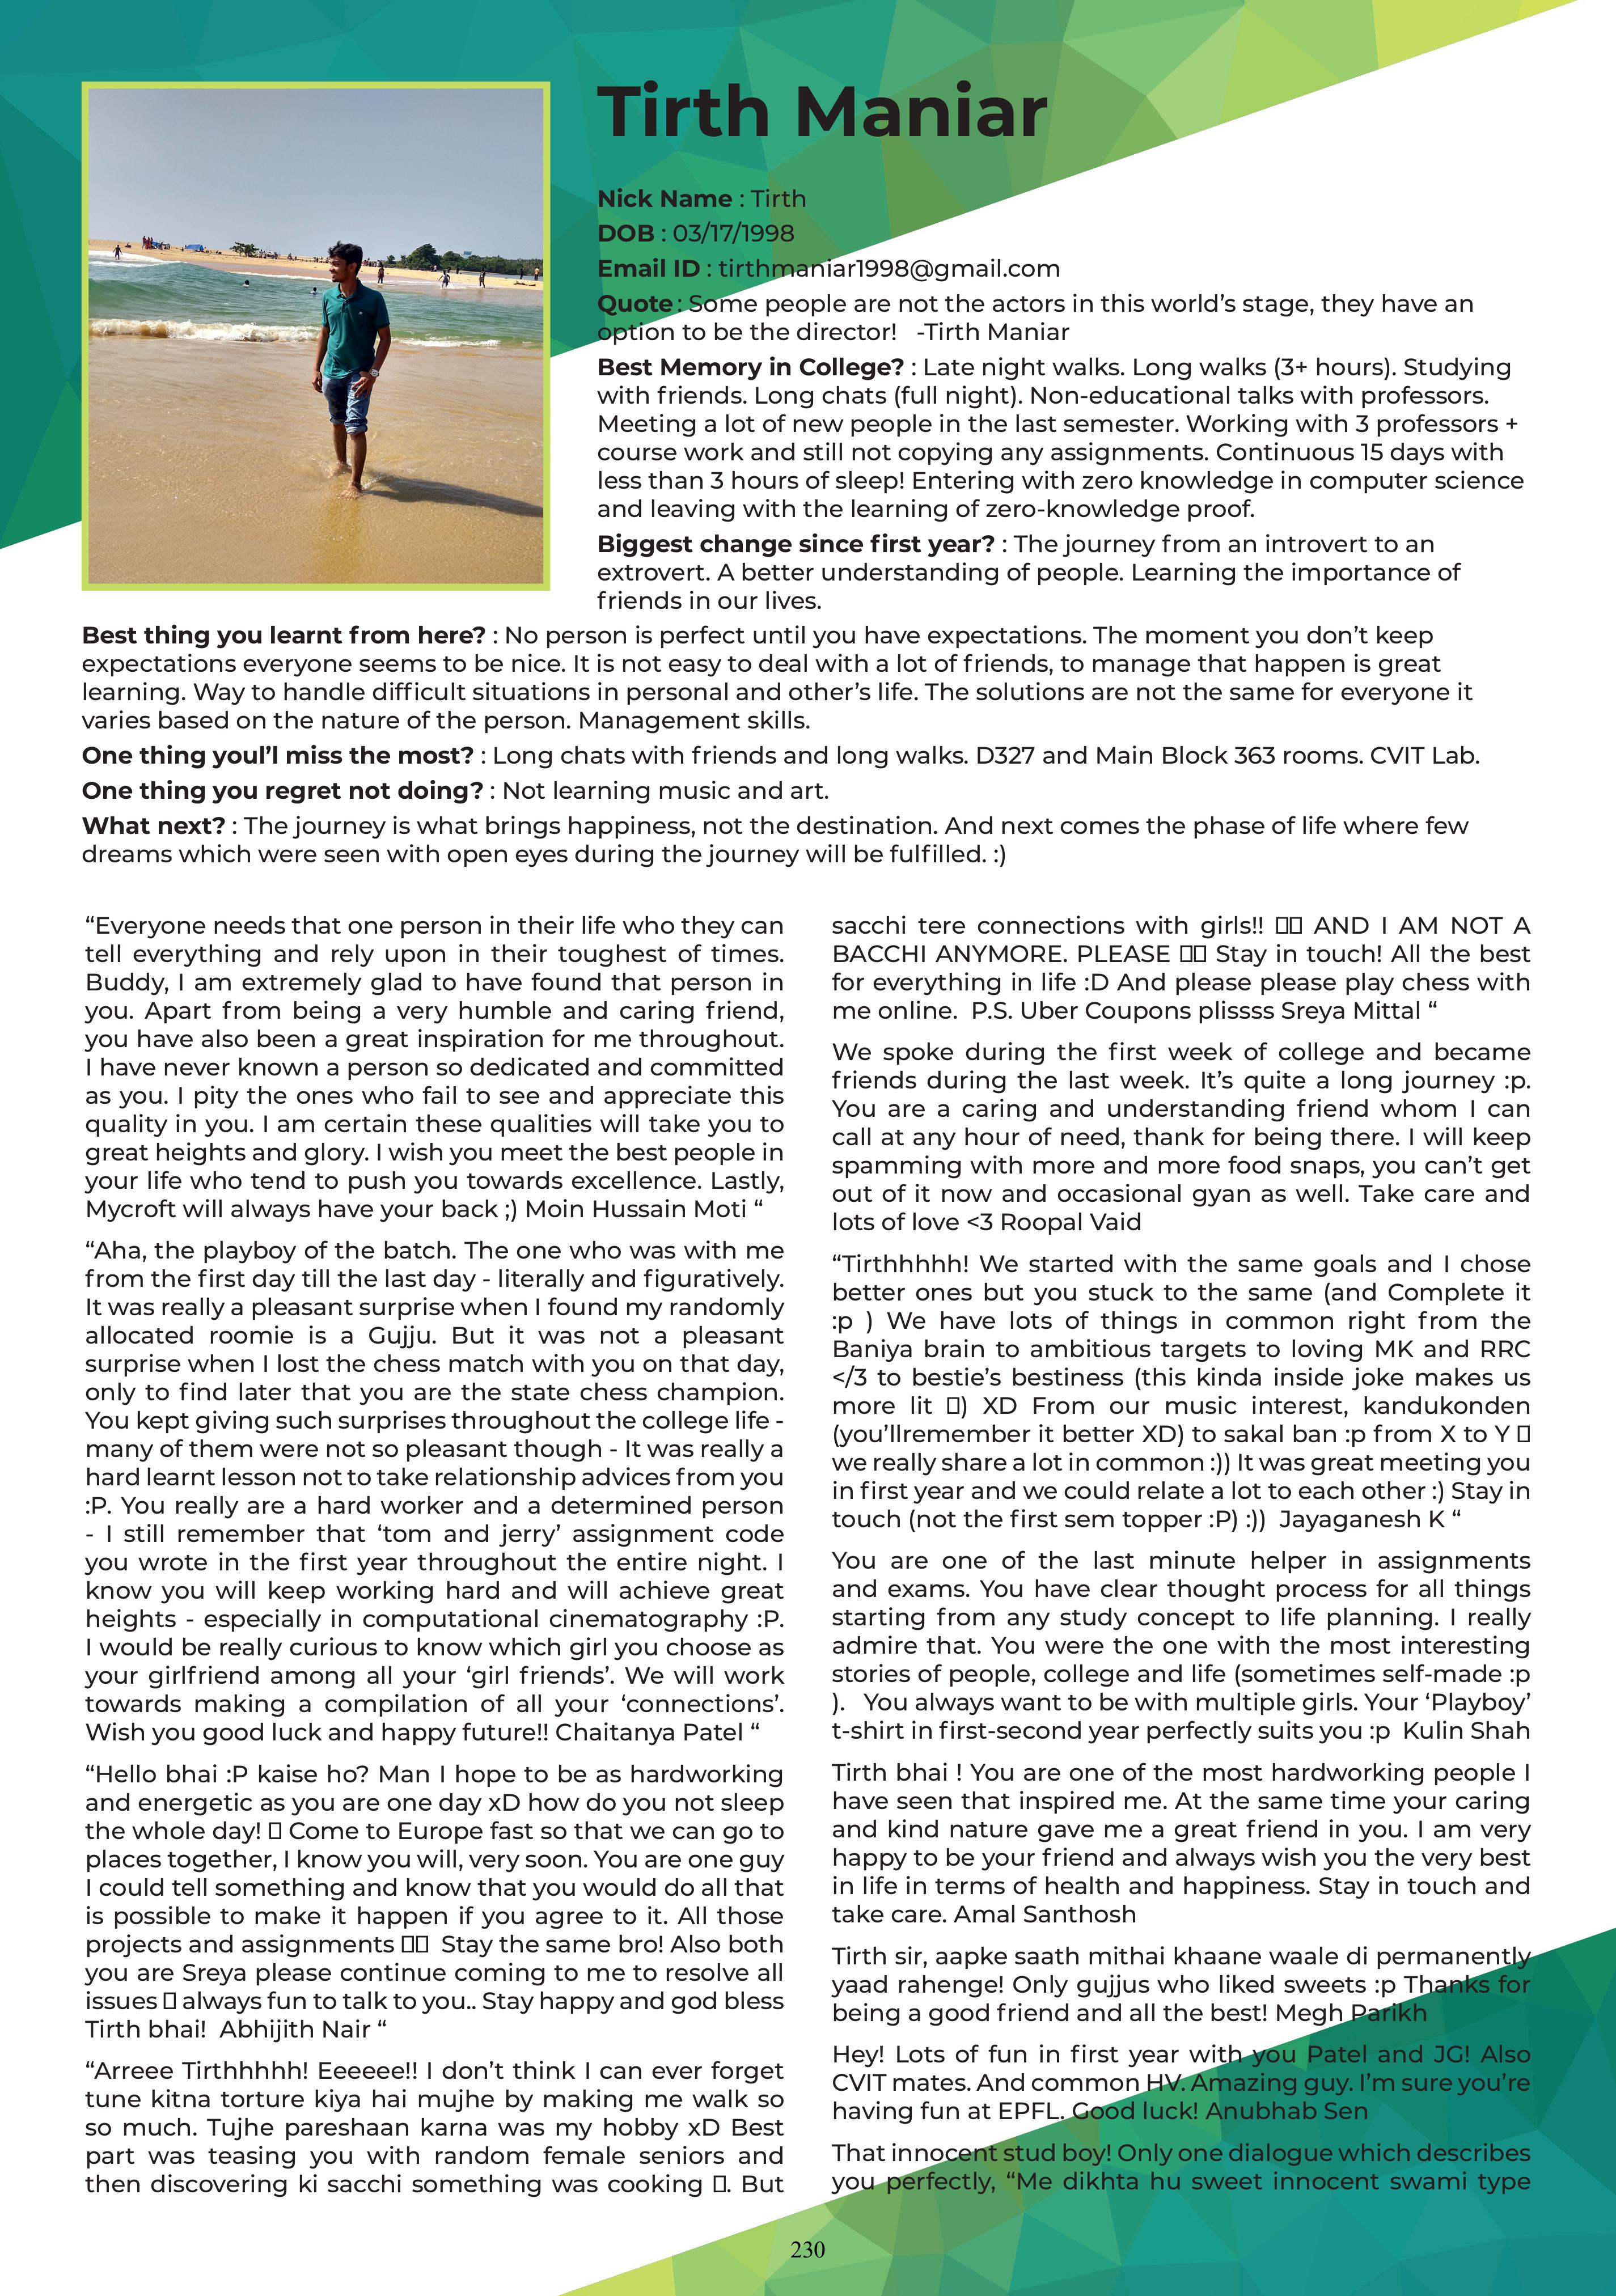 Tirth Maniar
Nick Name : Tirth
DOB : 03/17/1998
Email ID : tirthmaniar1998@gmail.com
Quote : Some people are not the actors in this world’s stage, they have an
option to be the director!   -Tirth Maniar
Best Memory in College? : Late night walks. Long walks (3+ hours). Studying
with friends. Long chats (full night). Non-educational talks with professors.
Meeting a lot of new people in the last semester. Working with 3 professors +
course work and still not copying any assignments. Continuous 15 days with
less than 3 hours of sleep! Entering with zero knowledge in computer science
and leaving with the learning of zero-knowledge proof.
Biggest change since first year? : The journey from an introvert to an
extrovert. A better understanding of people. Learning the importance of
friends in our lives.
Best thing you learnt from here? : No person is perfect until you have expectations. The moment you don’t keep
expectations everyone seems to be nice. It is not easy to deal with a lot of friends, to manage that happen is great
learning. Way to handle difficult situations in personal and other’s life. The solutions are not the same for everyone it
varies based on the nature of the person. Management skills.
One thing youl’l miss the most? : Long chats with friends and long walks. D327 and Main Block 363 rooms. CVIT Lab.
One thing you regret not doing? : Not learning music and art.
What next? : The journey is what brings happiness, not the destination. And next comes the phase of life where few
dreams which were seen with open eyes during the journey will be fulfilled. :)
“Everyone needs that one person in their life who they can
tell everything and rely upon in their toughest of times.
Buddy, I am extremely glad to have found that person in
you. Apart from being a very humble and caring friend,
you have also been a great inspiration for me throughout.
I have never known a person so dedicated and committed
as you. I pity the ones who fail to see and appreciate this
quality in you. I am certain these qualities will take you to
great heights and glory. I wish you meet the best people in
your life who tend to push you towards excellence. Lastly,
Mycroft will always have your back ;) Moin Hussain Moti “
“Aha, the playboy of the batch. The one who was with me
from the first day till the last day - literally and figuratively.
It was really a pleasant surprise when I found my randomly
allocated roomie is a Gujju. But it was not a pleasant
surprise when I lost the chess match with you on that day,
only to find later that you are the state chess champion.
You kept giving such surprises throughout the college life -
many of them were not so pleasant though - It was really a
hard learnt lesson not to take relationship advices from you
:P. You really are a hard worker and a determined person
- I still remember that ‘tom and jerry’ assignment code
you wrote in the first year throughout the entire night. I
know you will keep working hard and will achieve great
heights - especially in computational cinematography :P.
I would be really curious to know which girl you choose as
your girlfriend among all your ‘girl friends’. We will work
towards making a compilation of all your ‘connections’.
Wish you good luck and happy future!! Chaitanya Patel “
“Hello bhai :P kaise ho? Man I hope to be as hardworking
and energetic as you are one day xD how do you not sleep
the whole day! □ Come to Europe fast so that we can go to
places together, I know you will, very soon. You are one guy
I could tell something and know that you would do all that
is possible to make it happen if you agree to it. All those
projects and assignments □□  Stay the same bro! Also both
you are Sreya please continue coming to me to resolve all
issues □ always fun to talk to you.. Stay happy and god bless
Tirth bhai!  Abhijith Nair “
“Arreee Tirthhhhh! Eeeeee!! I don’t think I can ever forget
tune kitna torture kiya hai mujhe by making me walk so
so much. Tujhe pareshaan karna was my hobby xD Best
part was teasing you with random female seniors and
then discovering ki sacchi something was cooking □. But
sacchi tere connections with girls!! □□ AND I AM NOT A
BACCHI ANYMORE. PLEASE □□ Stay in touch! All the best
for everything in life :D And please please play chess with
me online.  P.S. Uber Coupons plissss Sreya Mittal “
We spoke during the first week of college and became
friends during the last week. It’s quite a long journey :p.
You are a caring and understanding friend whom I can
call at any hour of need, thank for being there. I will keep
spamming with more and more food snaps, you can’t get
out of it now and occasional gyan as well. Take care and
lots of love <3 Roopal Vaid
“Tirthhhhh! We started with the same goals and I chose
better ones but you stuck to the same (and Complete it
:p ) We have lots of things in common right from the
Baniya brain to ambitious targets to loving MK and RRC
</3 to bestie’s bestiness (this kinda inside joke makes us
more lit □) XD From our music interest, kandukonden
(you’llremember it better XD) to sakal ban :p from X to Y □
we really share a lot in common :)) It was great meeting you
in first year and we could relate a lot to each other :) Stay in
touch (not the first sem topper :P) :))  Jayaganesh K “
You are one of the last minute helper in assignments
and exams. You have clear thought process for all things
starting from any study concept to life planning. I really
admire that. You were the one with the most interesting
stories of people, college and life (sometimes self-made :p
).   You always want to be with multiple girls. Your ‘Playboy’
t-shirt in first-second year perfectly suits you :p  Kulin Shah
Tirth bhai ! You are one of the most hardworking people I
have seen that inspired me. At the same time your caring
and kind nature gave me a great friend in you. I am very
happy to be your friend and always wish you the very best
in life in terms of health and happiness. Stay in touch and
take care. Amal Santhosh
Tirth sir, aapke saath mithai khaane waale di permanently
yaad rahenge! Only gujjus who liked sweets :p Thanks for
being a good friend and all the best! Megh Parikh
Hey! Lots of fun in first year with you Patel and JG! Also
CVIT mates. And common HV. Amazing guy. I’m sure you’re
having fun at EPFL. Good luck! Anubhab Sen
That innocent stud boy! Only one dialogue which describes
you perfectly, “Me dikhta hu sweet innocent swami type
230